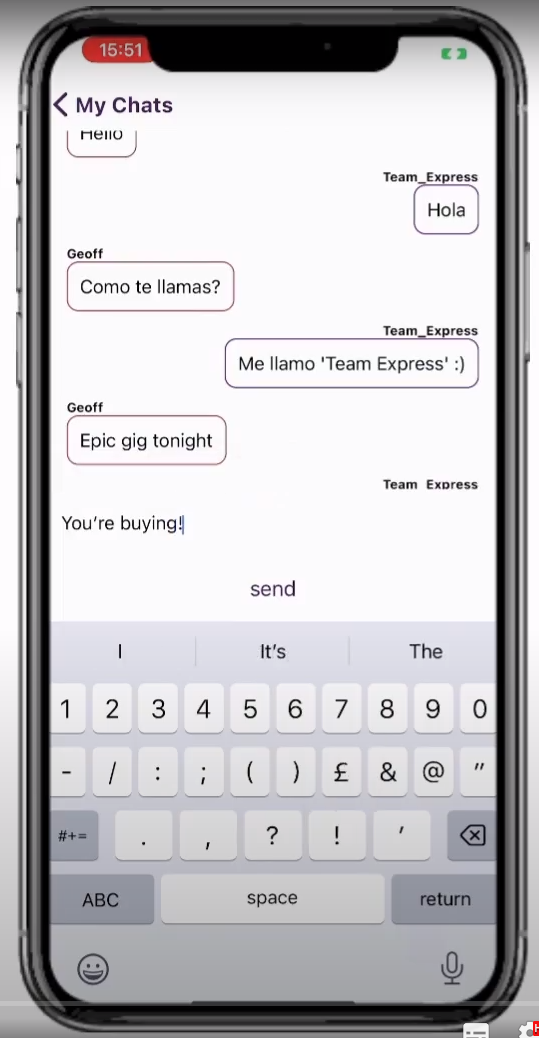 15:51
My Chats
Hello
Team_Express
Hola
Geoff
Como te llamas?
Team_Express
Me llamo 'Team Express' :)
Geoff
Epic gig tonight
Team_Express
You're buying!
send
I It's The
1 2 3 4 5 6 7 8 9 0
- / : ; ( ) £ & @ "
#+= . , ? ! '
ABC space return
H